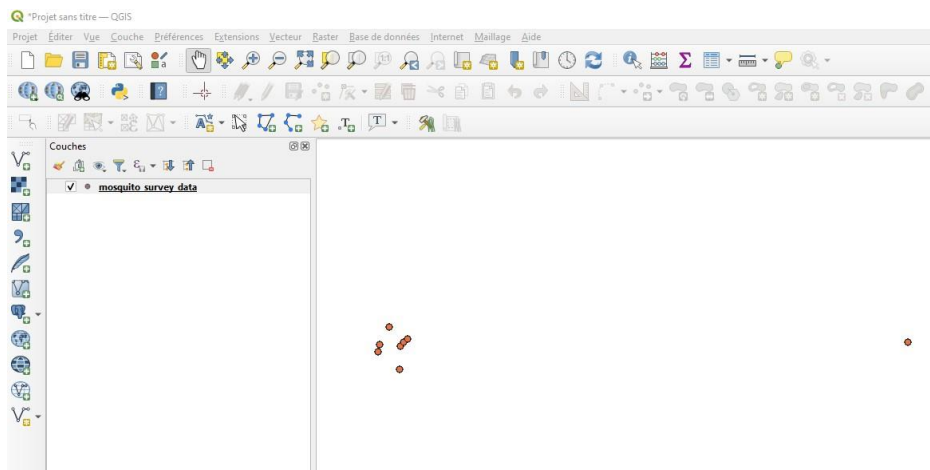 *Projet sans titre — QGIS
Projet Éditer Vue Couche Préférences Extensions Vecteur Raster Base de données Internet Maillage Aide
Couches
mosquito survey data